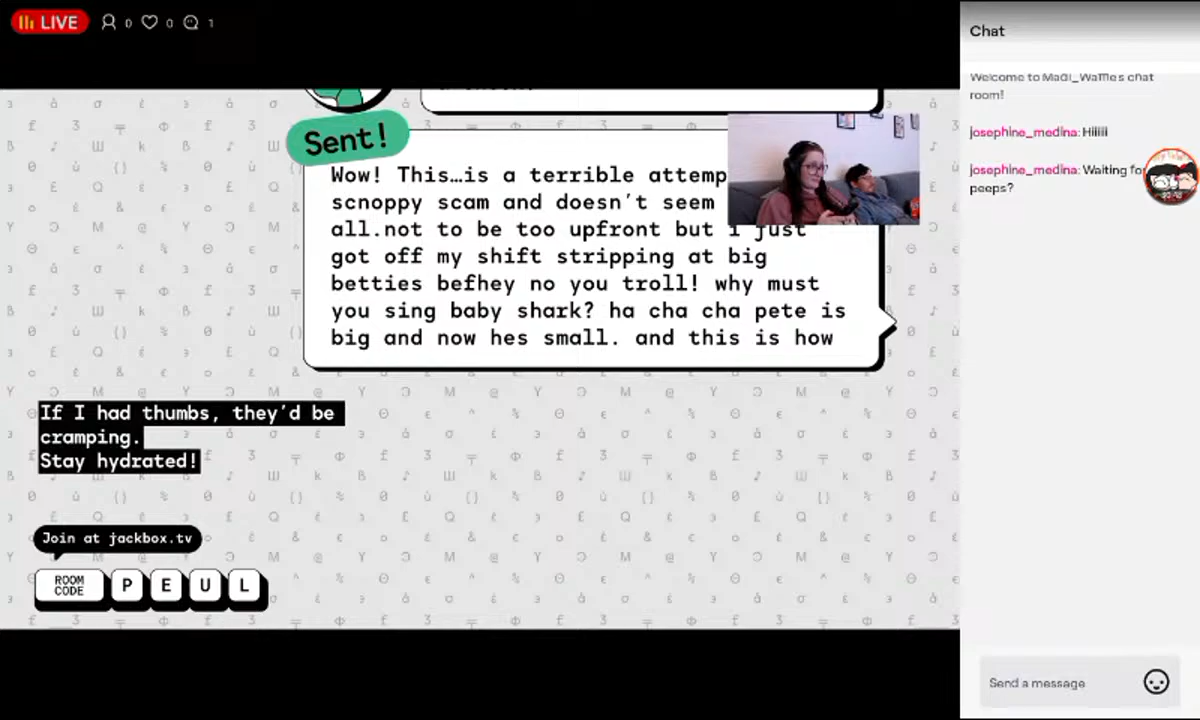 LIVE 0 0 1
Chat
Welcome to Madi_Waffles chat
room!
josephine_medina: Hiiiiii
josephine_medina: Waiting for
peeps?
Sent!
Wow! This…is a terrible attemp
scnoppy scam and doesn't seem
all.not to be too upfront but i just
got off my shift stripping at big
betties befhey no you troll! why must
you sing baby shark? ha cha cha pete is
big and now hes small. and this is how
If I had thumbs, they'd be
cramping.
Stay hydrated!
Join at jackbox.tv
ROOM
CODE
P E U L
Send a message